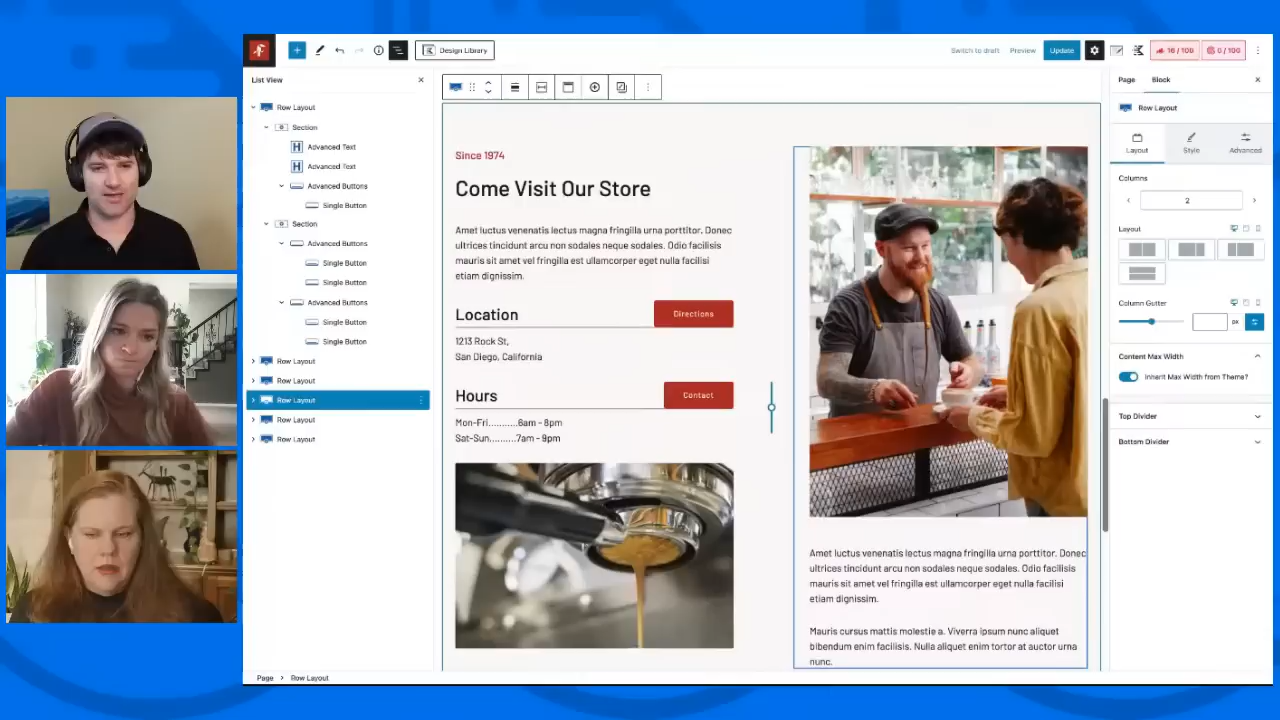 Design Library
Switch to draft
Preview
Update
16 / 100
0 / 100
List View
Row Layout
Section
Advanced Text
Advanced Text
Advanced Buttons
Single Button
Section
Advanced Buttons
Single Button
Single Button
Advanced Buttons
Single Button
Single Button
Row Layout
Row Layout
Row Layout
Row Layout
Row Layout
Since 1974
Come Visit Our Store
Amet luctus venenatis lectus magna fringilla urna porttitor. Donec
ultrices tincidunt arcu non sodales neque sodales. Odio facilisis
mauris sit amet vel fringilla est ullamcorper eget nulla facilisi
etiam dignissim.
Location
Directions
1213 Rock St,
San Diego, California
Hours
Contact
Mon-Fri..........6am - 8pm
Sat-Sun.........7am - 9pm
Amet luctus venenatis lectus magna fringilla urna porttitor. Donec
ultrices tincidunt arcu non sodales neque sodales. Odio facilisis
mauris sit amet vel fringilla est ullamcorper eget nulla facilisi
etiam dignissim.
Mauris cursus mattis molestie a. Viverra ipsum nunc aliquet
bibendum enim facilisis. Nulla aliquet enim tortor at auctor urna
nunc.
Page
Block
Row Layout
Layout
Style
Advanced
Columns
2
Layout
Column Gutter
px
Content Max Width
Inherit Max Width from Theme?
Top Divider
Bottom Divider
Page > Row Layout